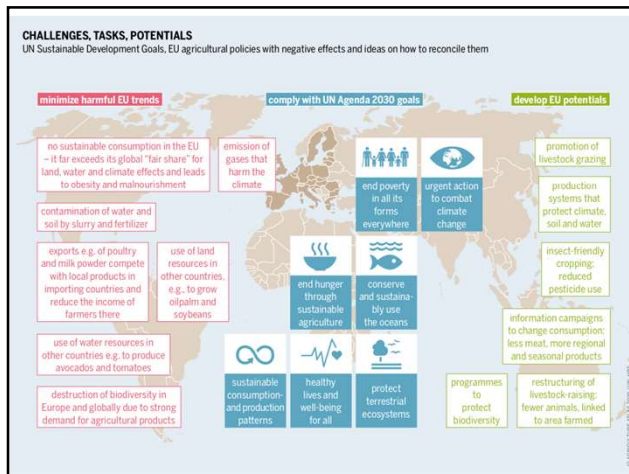 CHALLENGES, TASKS, POTENTIALS
UN Sustainable Development Goals, EU agricultural policies with negative effects and ideas on how to reconcile them
minimize harmful EU trends
no sustainable consumption in the EU
– it far exceeds its global "fair share" for
land, water and climate effects and leads
to obesity and malnourishment
emission of
gases that
harm the
climate
contamination of water and
soil by slurry and fertilizer
exports e.g. of poultry
and milk powder compete
with local products in
importing countries and
reduce the income of
farmers there
use of land
resources in
other countries,
e.g., to grow
oilpalm and
soybeans
use of water resources in
other countries e.g. to produce
avocados and tomatoes
destruction of biodiversity in
Europe and globally due to strong
demand for agricultural products
comply with UN Agenda 2030 goals
end poverty
in all its
forms
everywhere
urgent action
to combat
climate
change
end hunger
through
sustainable
agriculture
conserve
and sustaina-
bly use
the oceans
sustainable
consumption-
and production
patterns
healthy
lives and
well-being
for all
protect
terrestrial
ecosystems
develop EU potentials
promotion of
livestock grazing
production
systems that
protect climate,
soil and water
insect-friendly
cropping;
reduced
pesticide use
information campaigns
to change consumption:
less meat, more regional
and seasonal products
programmes
to protect
biodiversity
restructuring of
livestock-raising:
fewer animals, linked
to area farmed